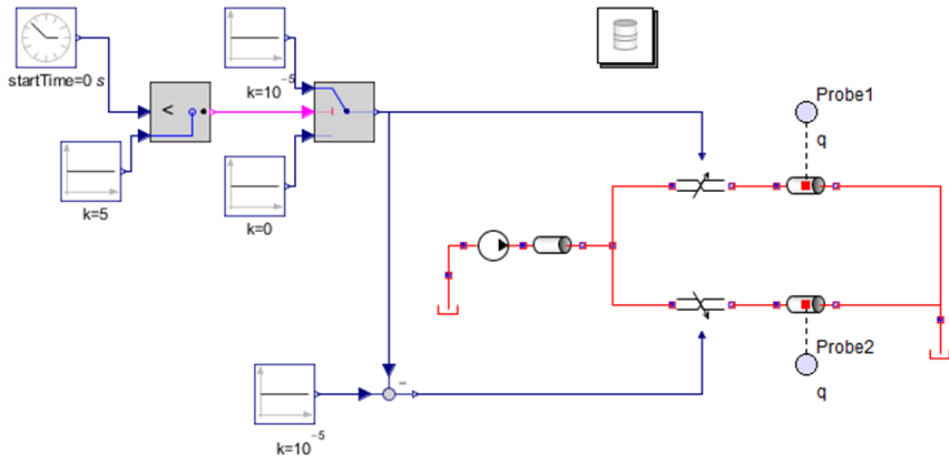 startTime=0 s
k=10⁻⁵
<
k=5
k=0
Probe1
q
Probe2
q
-
k=10⁻⁵